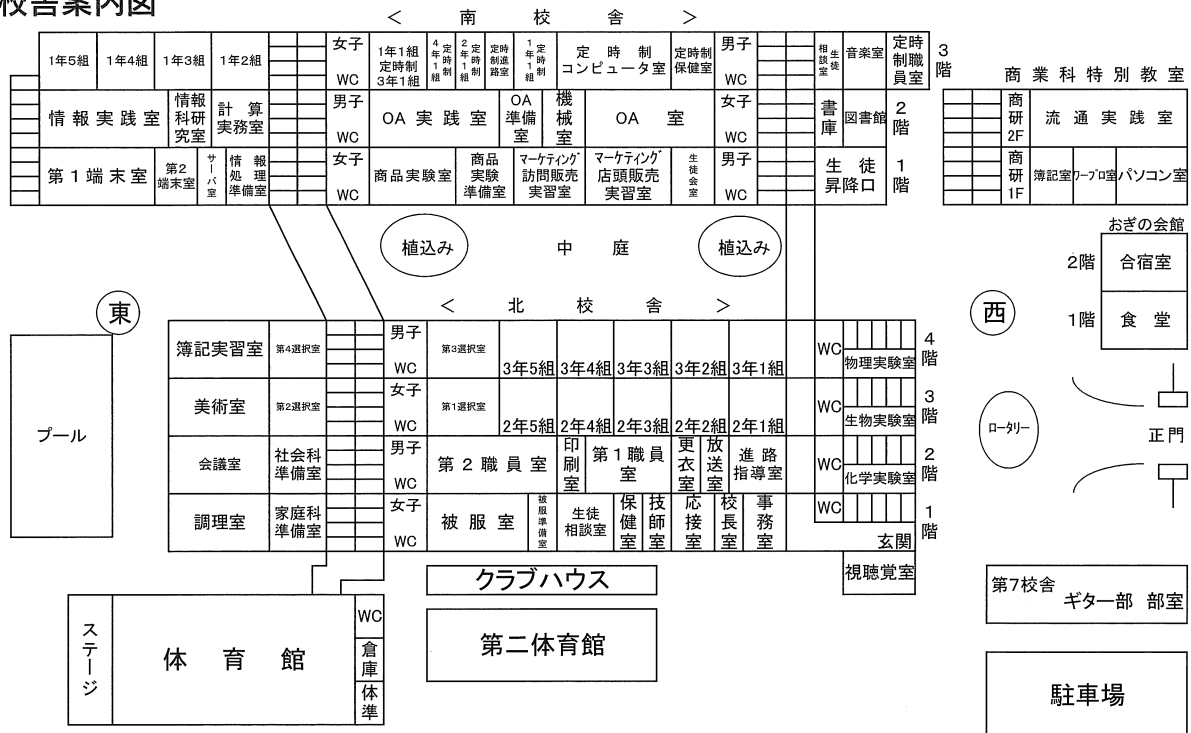 校舎案内図
＜　南　校　舎　＞
1年5組
1年4組
1年3組
1年2組
女子
WC
1年1組
定時制
3年1組
定時制
4年1組
定時制
2年1組
定時制進路室
定時制
1年1組
定時制
コンピュータ室
定時制
保健室
男子
WC
生徒
相談室
音楽室
定時
制職
員室
3階
情報実践室
情報
科研
究室
計算
実務室
男子
WC
OA 実践室
OA
準備
室
機械室
OA　室
女子
WC
書庫
図書館
2階
第1端末室
第2
端末室
サーバ室
情報
処理
準備室
女子
WC
商品実験室
商品
実験
準備室
マーケティング
訪問販売
実習室
マーケティング
店頭販売
実習室
生徒会室
男子
WC
生徒
昇降口
1階
商業科特別教室
商研2F
流通実践室
商研1F
簿記室
ワープロ室
パソコン室
植込み
中　庭
植込み
おぎの会館
2階
合宿室
1階
食堂
東
＜　北　校　舎　＞
西
プール
簿記実習室
第4選択室
男子
WC
第3選択室
3年5組
3年4組
3年3組
3年2組
3年1組
WC
物理実験室
4階
美術室
第2選択室
女子
WC
第1選択室
2年5組
2年4組
2年3組
2年2組
2年1組
WC
生物実験室
3階
会議室
社会科
準備室
男子
WC
第2職員室
印刷室
第1職員
室
更衣室
放送室
進路
指導室
WC
化学実験室
2階
調理室
家庭科
準備室
女子
WC
被服室
被服準備室
生徒
相談室
保健室
技師室
応接室
校長室
事務室
WC
玄関
1階
ロータリー
正門
視聴覚室
クラブハウス
第二体育館
ステージ
体育館
WC
倉庫
体準
第7校舎
ギター部 部室
駐車場